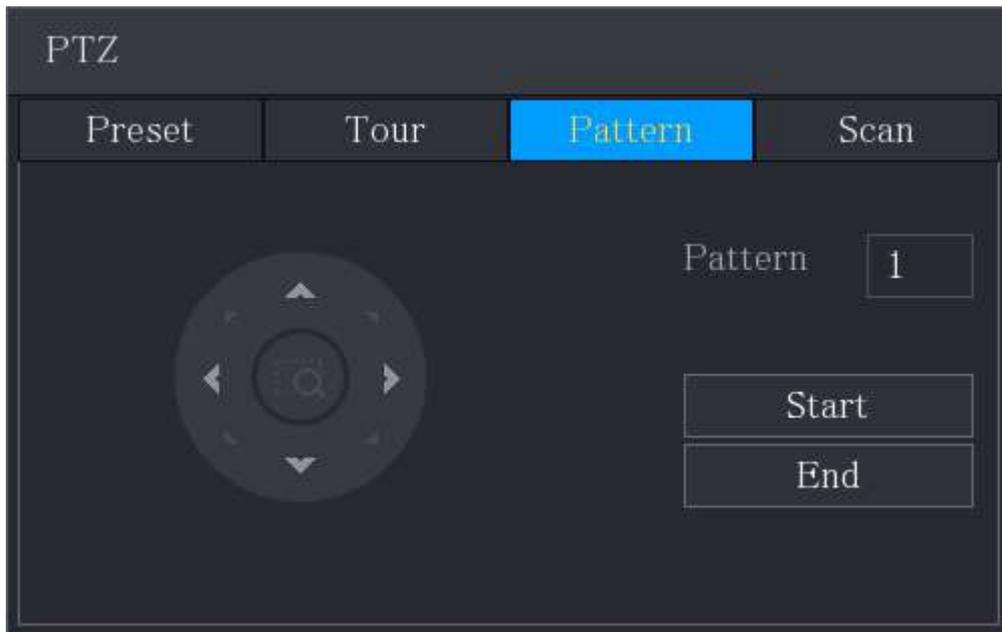 PTZ
Preset Tour Pattern Scan
Pattern 1
Start
End